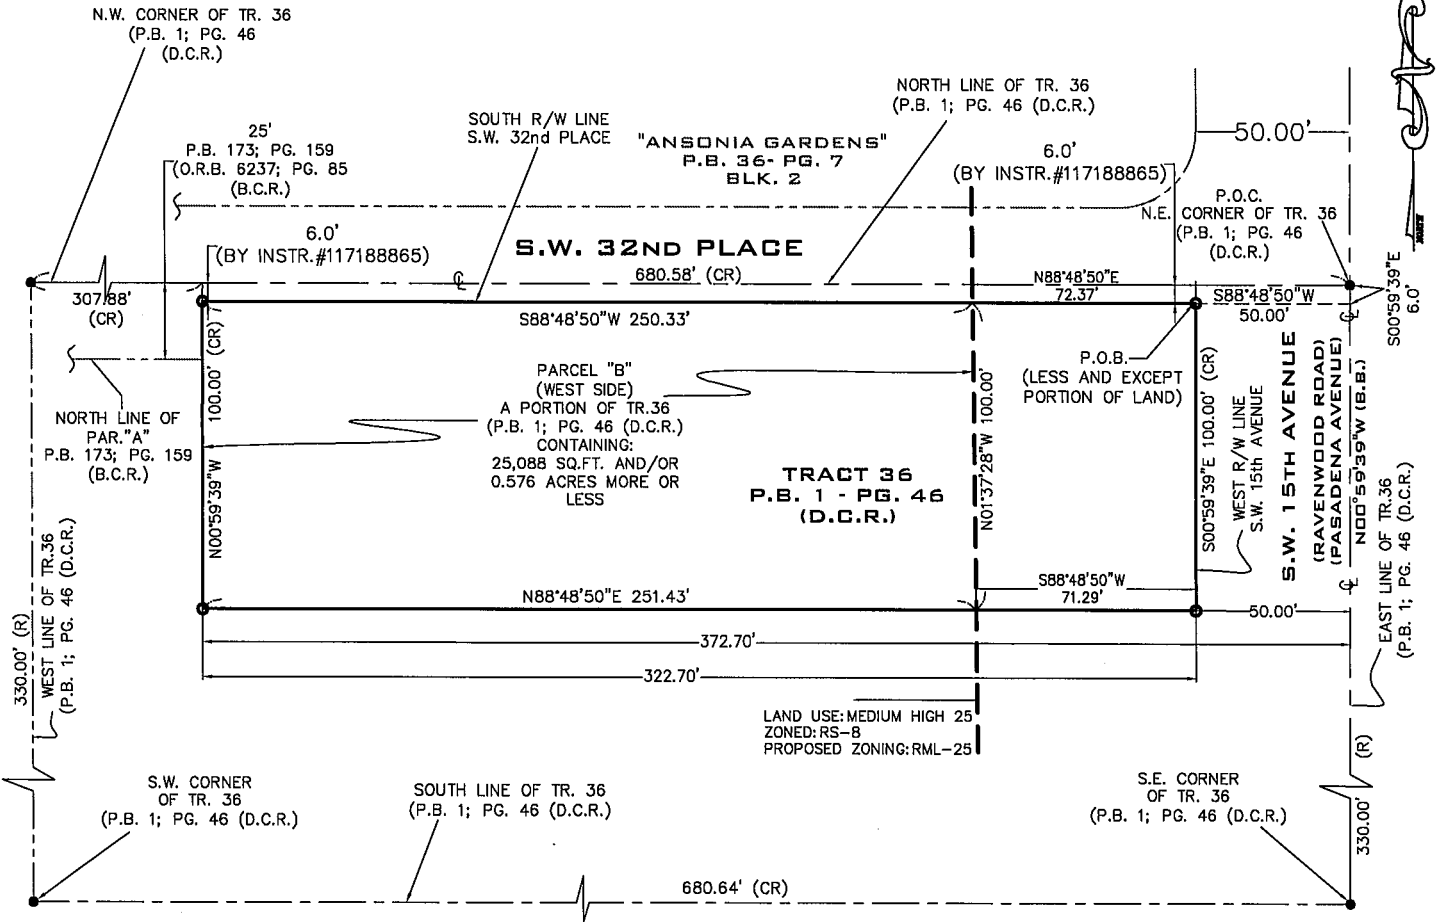 N.W. CORNER OF TR. 36
(P.B. 1; PG. 46
(D.C.R.)
25'
P.B. 173; PG. 159
(O.R.B. 6237; PG. 85
(B.C.R.)
SOUTH R/W LINE
S.W. 32nd PLACE
"ANSONIA GARDENS"
P.B. 36- PG. 7
BLK. 2
NORTH LINE OF TR. 36
(P.B. 1; PG. 46 (D.C.R.)
50.00'
6.0'
(BY INSTR.#117188865)
P.O.C.
N.E. CORNER OF TR. 36
(P.B. 1; PG. 46
(D.C.R.)
6.0'
(BY INSTR.#117188865)
S.W. 32ND PLACE
680.58' (CR)
N88°48'50"E
72.37'
S88°48'50"W
50.00'
S00°59'39"E
6.0'
307.88'
(CR)
S88°48'50"W 250.33'
N00°59'39"W 100.00' (CR)
NORTH LINE OF
PAR."A"
P.B. 173; PG. 159
(B.C.R.)
PARCEL "B"
(WEST SIDE)
A PORTION OF TR.36
(P.B. 1; PG. 46 (D.C.R.)
CONTAINING:
25,088 SQ.FT. AND/OR
0.576 ACRES MORE OR
LESS
TRACT 36
P.B. 1 - PG. 46
(D.C.R.)
N01°37'28"W 100.00'
P.O.B.
(LESS AND EXCEPT
PORTION OF LAND)
S00°59'39"E 100.00' (CR)
WEST R/W LINE
S.W. 15th AVENUE
S.W. 15TH AVENUE
(RAVENWOOD ROAD)
(PASADENA AVENUE)
N00°59'39"W (B.B.)
EAST LINE OF TR.36
(P.B. 1; PG. 46 (D.C.R.)
330.00' (R)
WEST LINE OF TR.36
(P.B. 1; PG. 46 (D.C.R.)
N88°48'50"E 251.43'
S88°48'50"W
71.29'
50.00'
372.70'
322.70'
LAND USE: MEDIUM HIGH 25
ZONED: RS-8
PROPOSED ZONING: RML-25
330.00' (R)
S.W. CORNER
OF TR. 36
(P.B. 1; PG. 46 (D.C.R.)
SOUTH LINE OF TR. 36
(P.B. 1; PG. 46 (D.C.R.)
S.E. CORNER
OF TR. 36
(P.B. 1; PG. 46 (D.C.R.)
680.64' (CR)